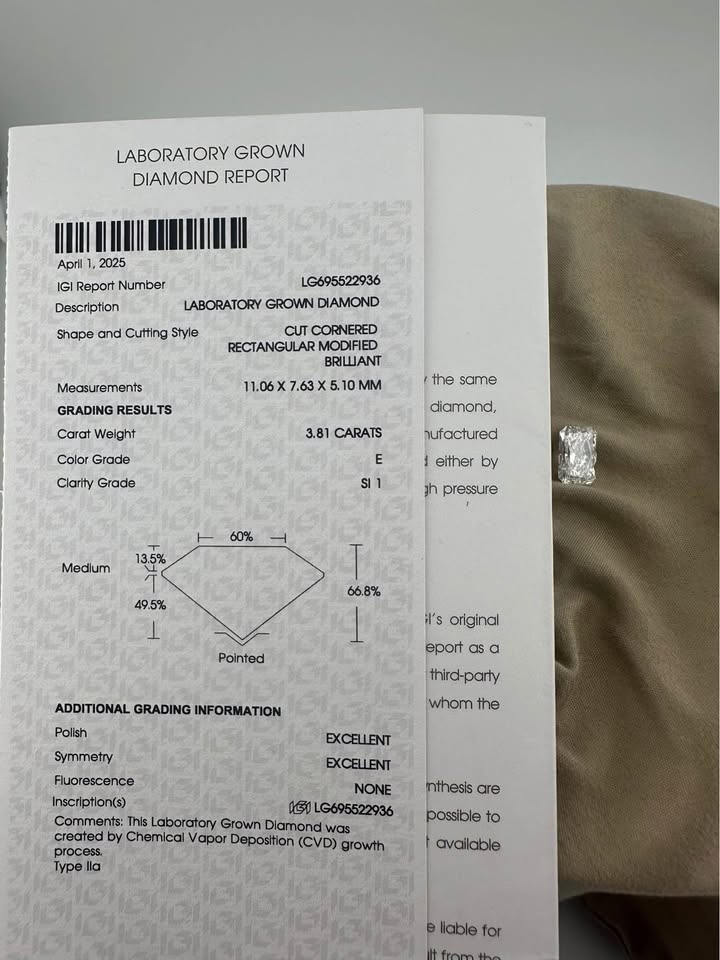 LABORATORY GROWN
DIAMOND REPORT
April 1, 2025
IGI Report Number LG695522936
Description LABORATORY GROWN DIAMOND
Shape and Cutting Style CUT CORNERED
RECTANGULAR MODIFIED
BRILLIANT
Measurements 11.06 X 7.63 X 5.10 MM
GRADING RESULTS
Carat Weight 3.81 CARATS
Color Grade E
Clarity Grade SI 1
60%
Medium
13.5%
49.5%
66.8%
Pointed
ADDITIONAL GRADING INFORMATION
Polish EXCELLENT
Symmetry EXCELLENT
Fluorescence NONE
Inscription(s) IGI LG695522936
Comments: This Laboratory Grown Diamond was
created by Chemical Vapor Deposition (CVD) growth
process.
Type IIa
the same
diamond,
either by
pressure
original
as a
third-party
whom the
are
possible to
available
liable for
from the